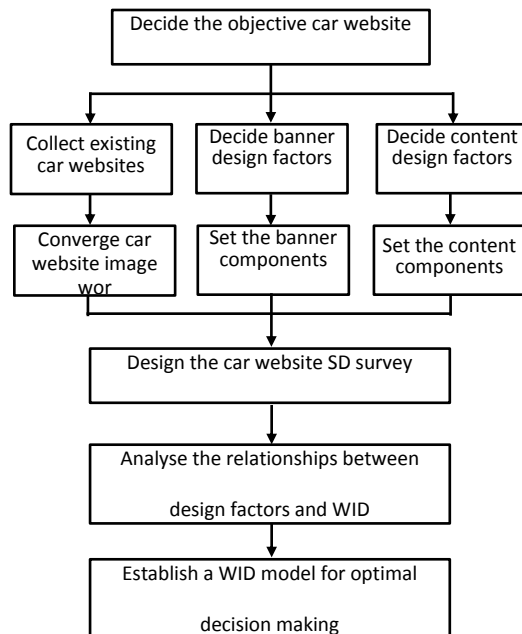 Decide the objective car website
Collect existing
car websites
Decide banner
design factors
Decide content
design factors
Converge car
website image
wor
Set the banner
components
Set the content
components
Design the car website SD survey
Analyse the relationships between
design factors and WID
Establish a WID model for optimal
decision making